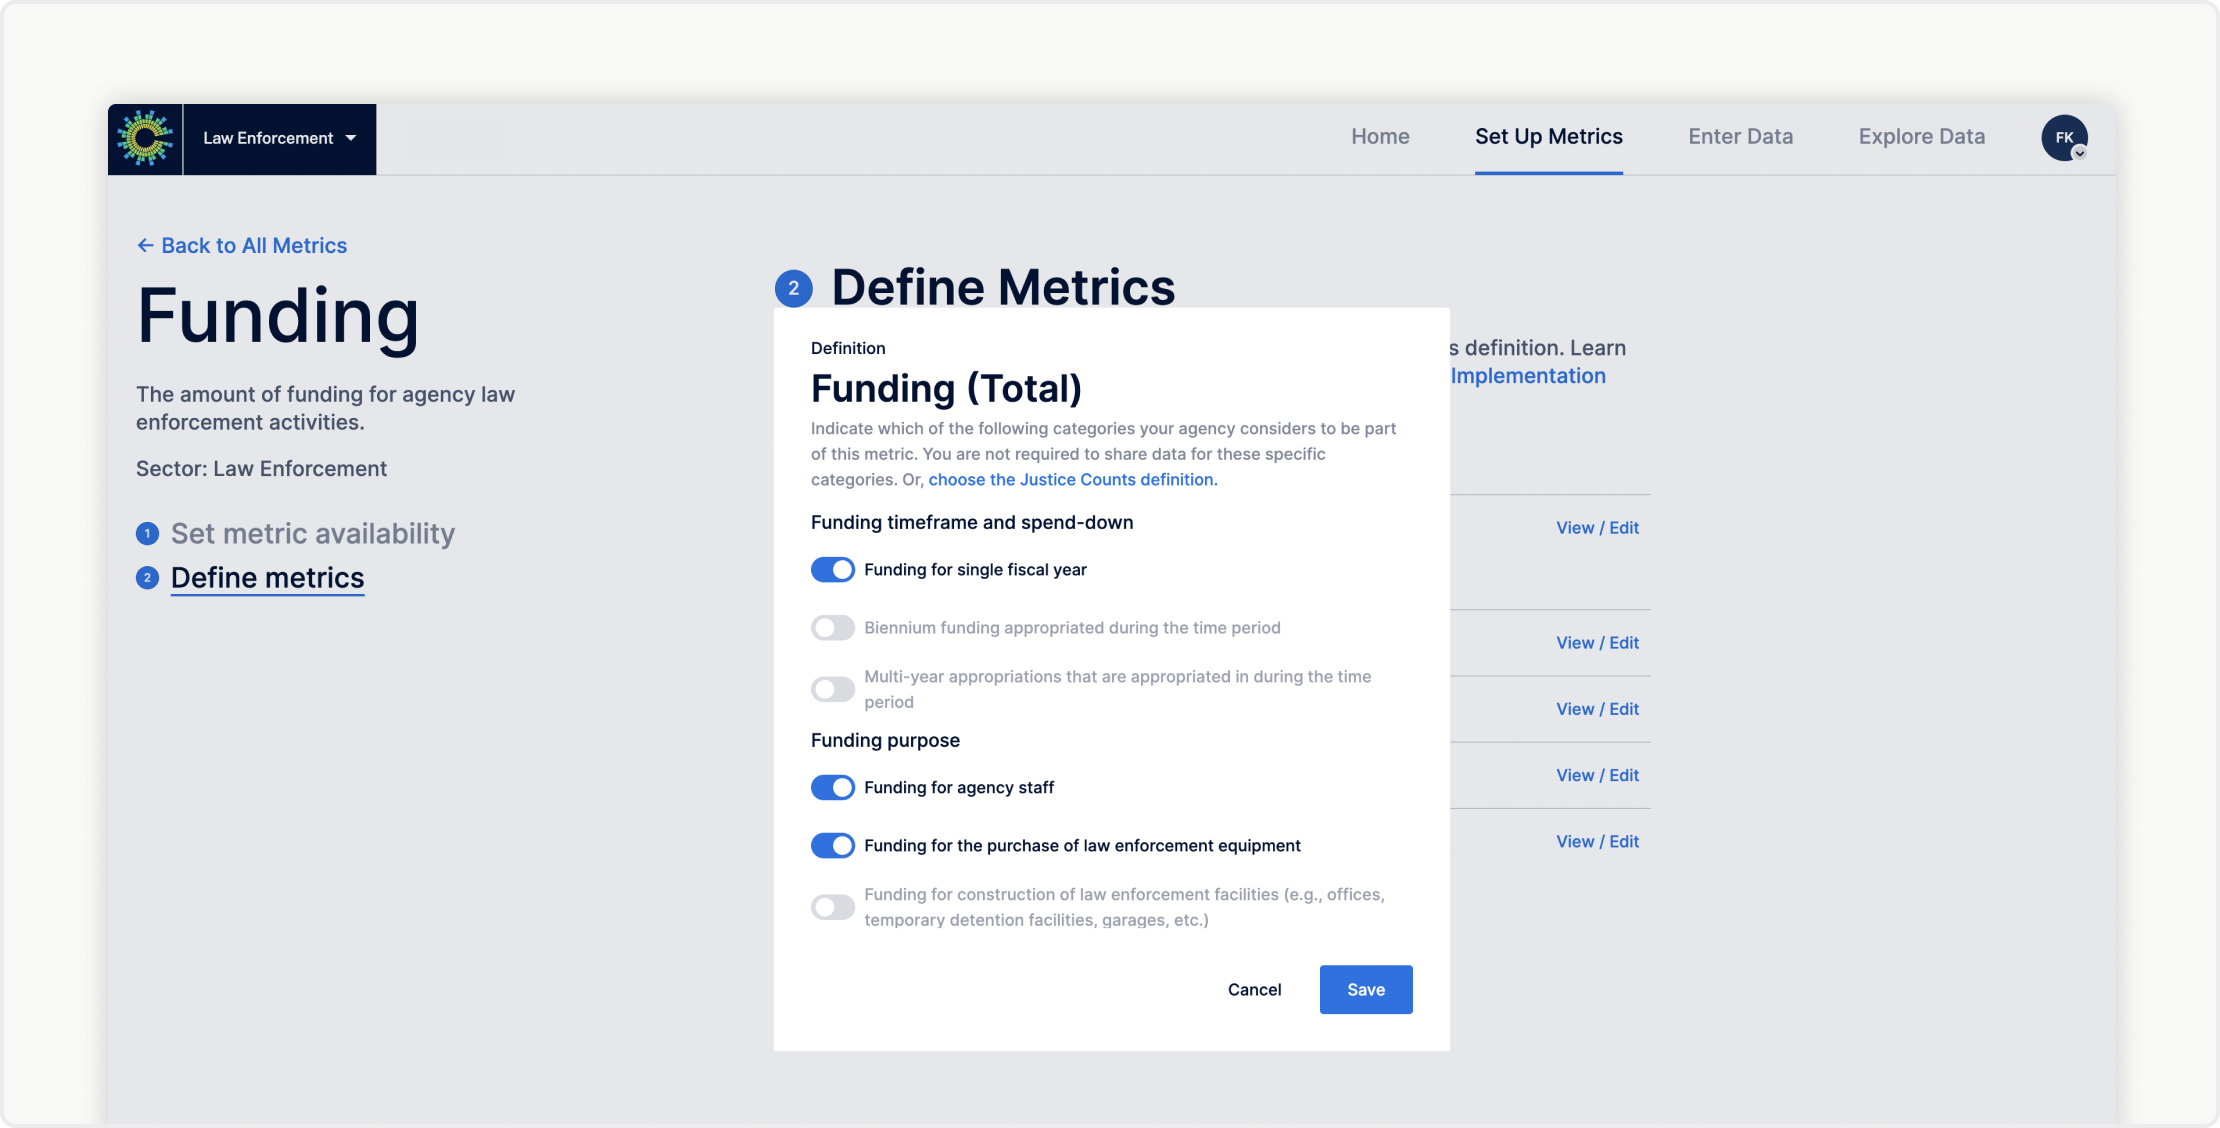 Law Enforcement
Home
Set Up Metrics
Enter Data
Explore Data
FK
← Back to All Metrics
Funding
The amount of funding for agency law
enforcement activities.
Sector: Law Enforcement
1 Set metric availability
2 Define metrics
2 Define Metrics
s definition. Learn
Implementation
Definition
Funding (Total)
Indicate which of the following categories your agency considers to be part
of this metric. You are not required to share data for these specific
categories. Or, choose the Justice Counts definition.
Funding timeframe and spend-down
Funding for single fiscal year
Biennium funding appropriated during the time period
Multi-year appropriations that are appropriated in during the time
period
Funding purpose
Funding for agency staff
Funding for the purchase of law enforcement equipment
Funding for construction of law enforcement facilities (e.g., offices,
temporary detention facilities, garages, etc.)
Cancel
Save
View / Edit
View / Edit
View / Edit
View / Edit
View / Edit